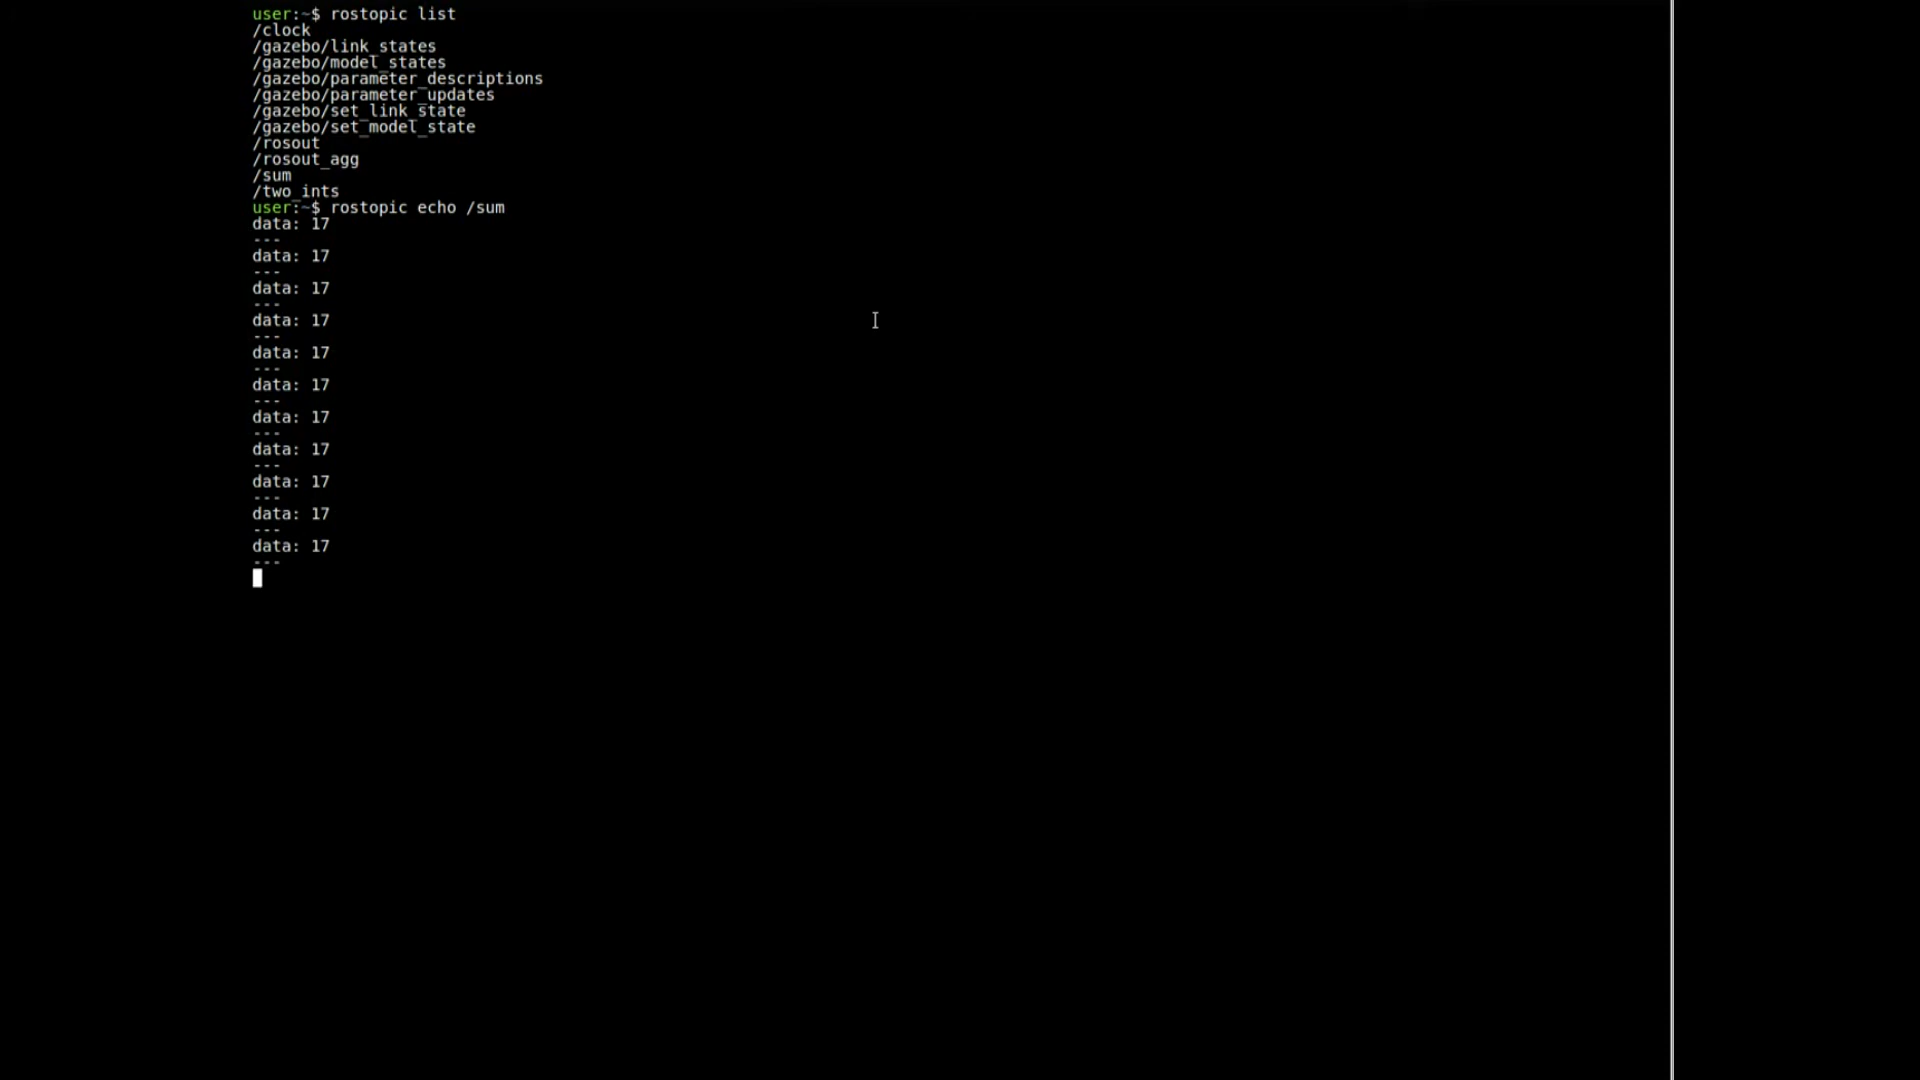 user:~$ rostopic list
/clock
/gazebo/link_states
/gazebo/model_states
/gazebo/parameter_descriptions
/gazebo/parameter_updates
/gazebo/set_link_state
/gazebo/set_model_state
/rosout
/rosout_agg
/sum
/two_ints
user:~$ rostopic echo /sum
data: 17
---
data: 17
---
data: 17
---
data: 17
---
data: 17
---
data: 17
---
data: 17
---
data: 17
---
data: 17
---
data: 17
---
data: 17
---